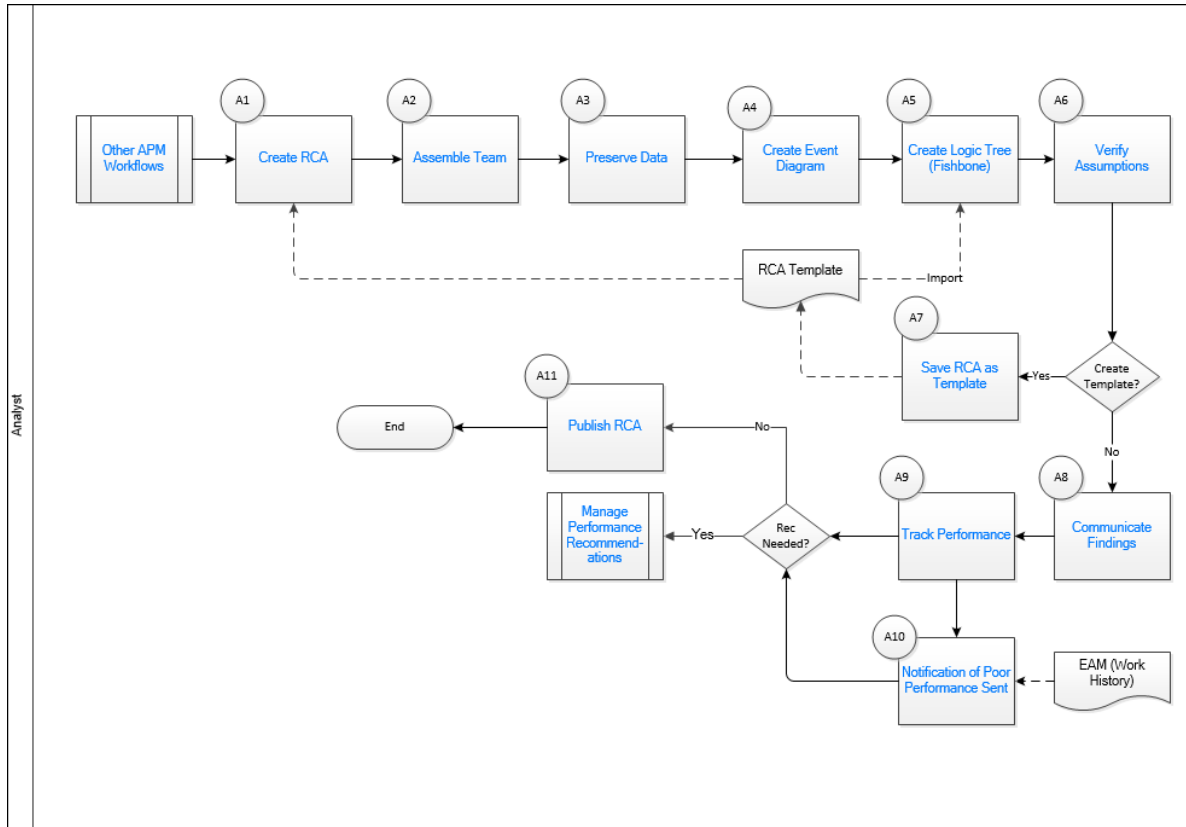 Analyst
Other APM
Workflows
A1
Create RCA
A2
Assemble Team
A3
Preserve Data
A4
Create Event
Diagram
A5
Create Logic Tree
(Fishbone)
A6
Verify
Assumptions
RCA Template
Import
A7
Save RCA as
Template
Yes
Create
Template?
No
A11
Publish RCA
End
No
A9
Track Performance
A8
Communicate
Findings
Manage
Performance
Recommend-
ations
Yes
Rec
Needed?
A10
Notification of Poor
Performance Sent
EAM (Work
History)